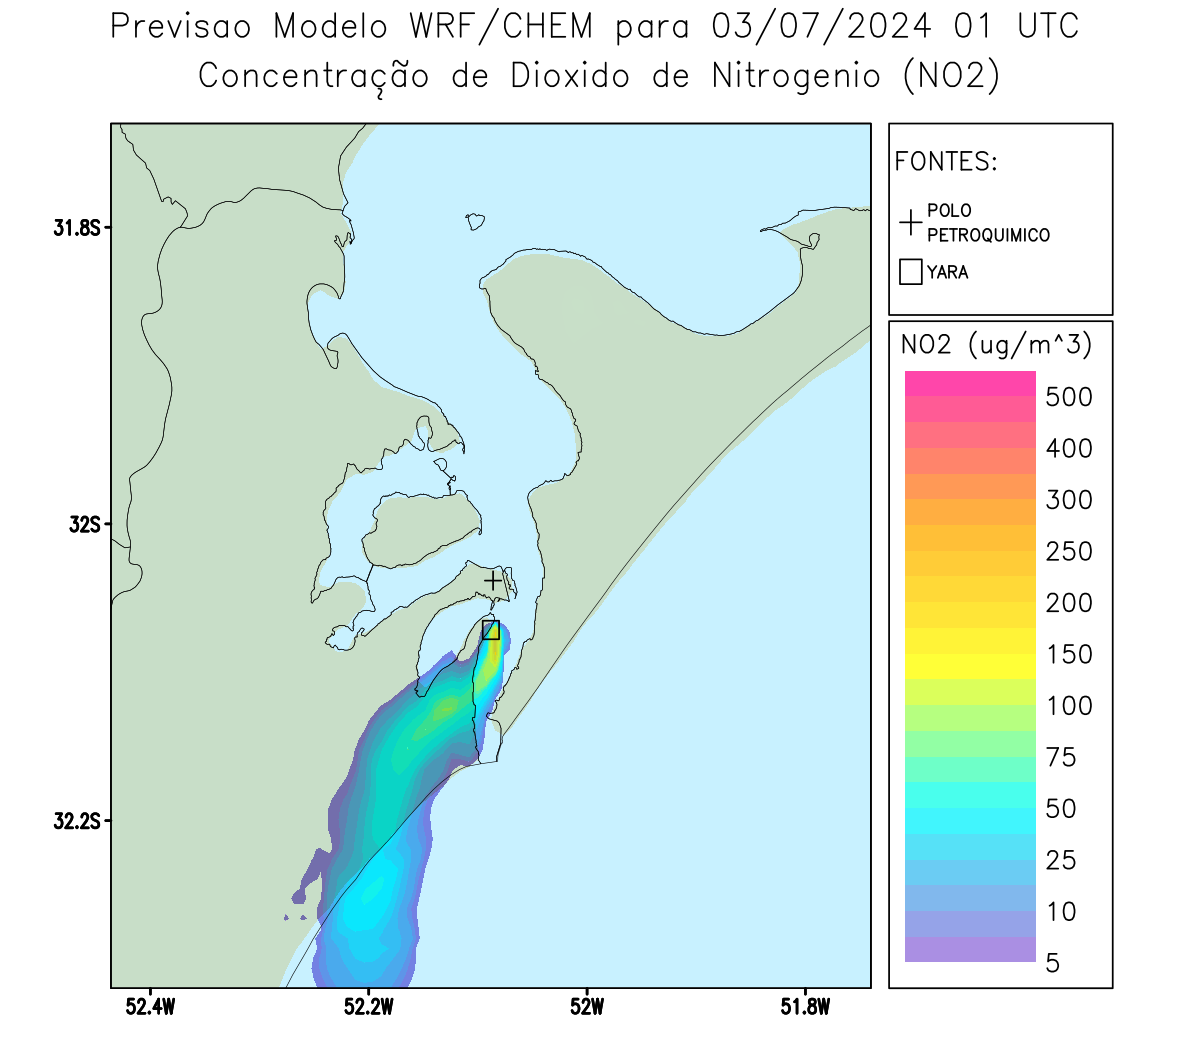 Previsao Modelo WRF/CHEM para 03/07/2024 01 UTC
Concentração de Dioxido de Nitrogenio (NO2)
FONTES:
POLO
PETROQUIMICO
YARA
NO2 (ug/m^3)
500
400
300
250
200
150
100
75
50
25
10
5
31.8S
32S
32.2S
52.4W
52.2W
52W
51.8W